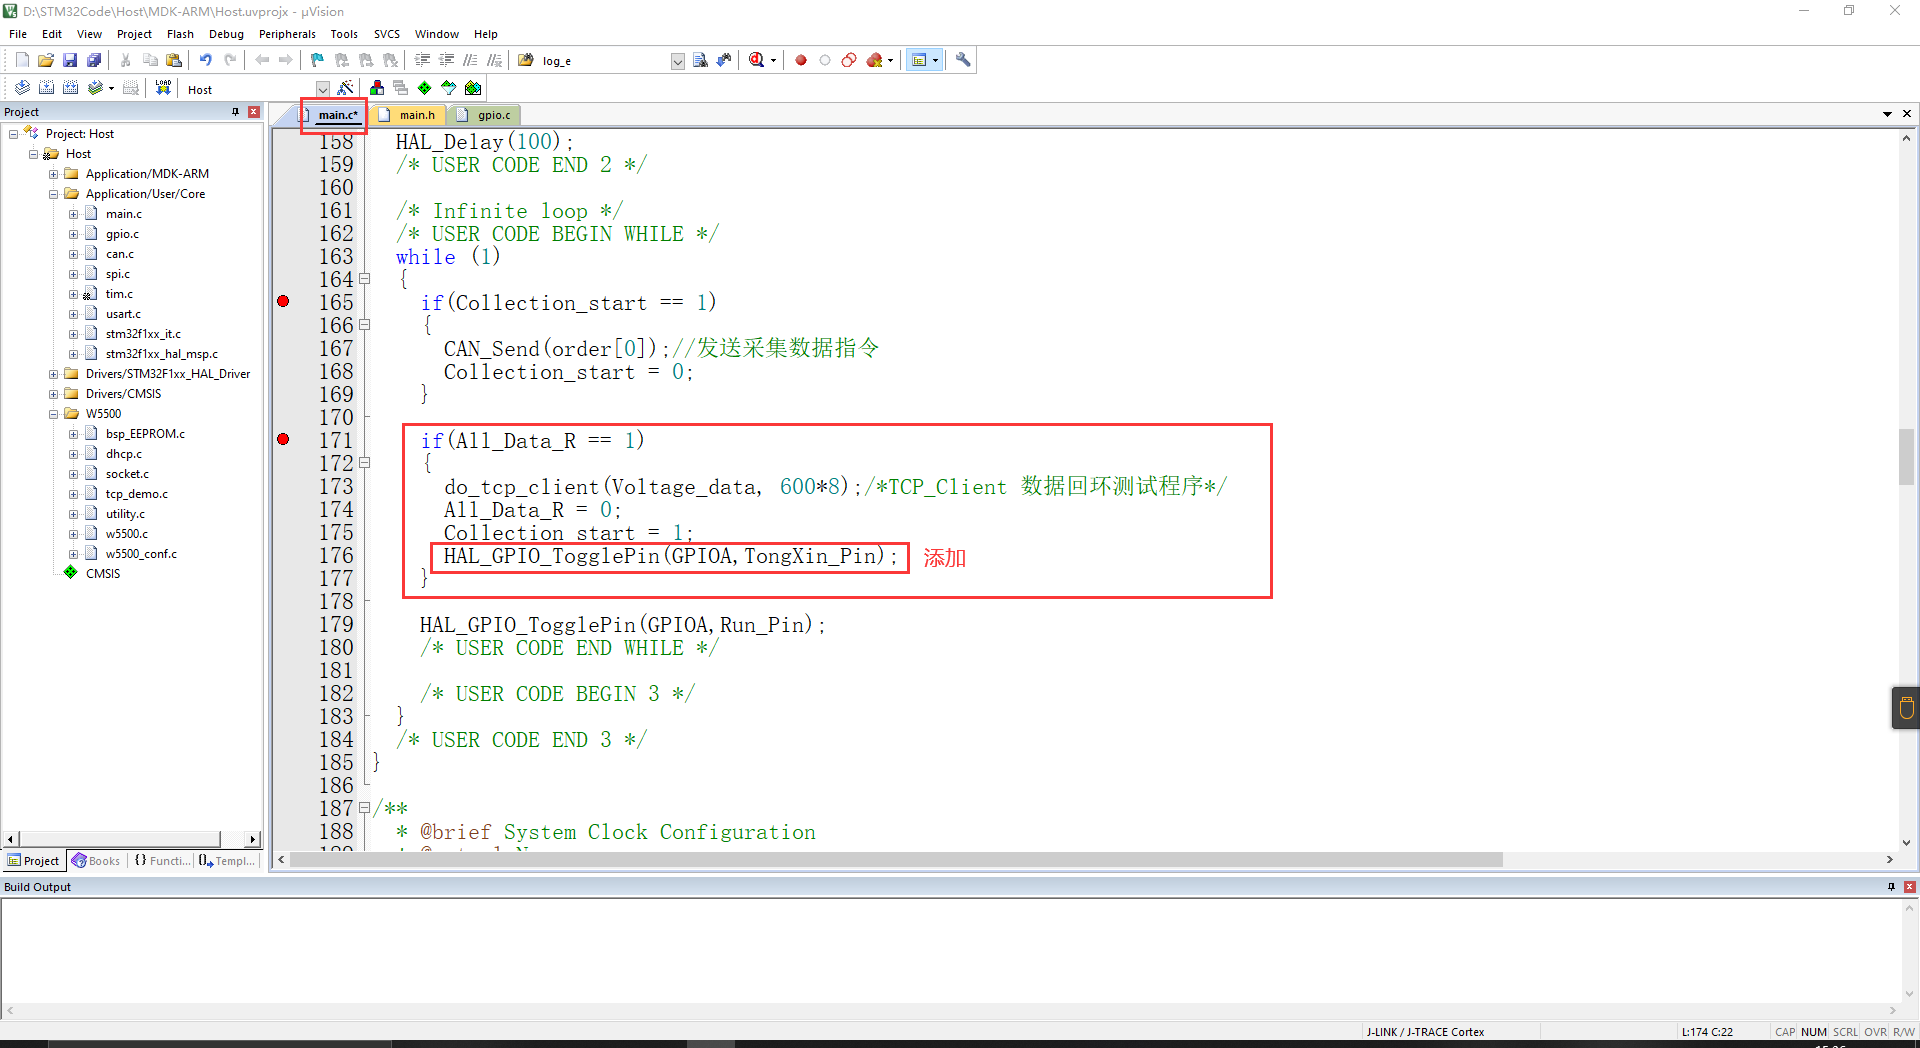 D:\STM32Code\Host\MDK-ARM\Host.uvprojx - µVision
File Edit View Project Flash Debug Peripherals Tools SVCS Window Help
log_e
LOAD Host
Project
main.c* main.h gpio.c
Project: Host
Host
Application/MDK-ARM
Application/User/Core
main.c
gpio.c
can.c
spi.c
tim.c
usart.c
stm32f1xx_it.c
stm32f1xx_hal_msp.c
Drivers/STM32F1xx_HAL_Driver
Drivers/CMSIS
W5500
bsp_EEPROM.c
dhcp.c
socket.c
tcp_demo.c
utility.c
w5500.c
w5500_conf.c
CMSIS
Project Books {} Functi... Templ...
158 HAL_Delay(100);
159 /* USER CODE END 2 */
160
161 /* Infinite loop */
162 /* USER CODE BEGIN WHILE */
163 while (1)
164 {
165 if(Collection_start == 1)
166 {
167 CAN_Send(order[0]);//发送采集数据指令
168 Collection_start = 0;
169 }
170
171 if(All_Data_R == 1)
172 {
173 do_tcp_client(Voltage_data, 600*8);/*TCP_Client 数据回环测试程序*/
174 All_Data_R = 0;
175 Collection_start = 1;
176 HAL_GPIO_TogglePin(GPIOA,TongXin_Pin); 添加
177 }
178
179 HAL_GPIO_TogglePin(GPIOA,Run_Pin);
180 /* USER CODE END WHILE */
181
182 /* USER CODE BEGIN 3 */
183 }
184 /* USER CODE END 3 */
185 }
186
187 /**
188 * @brief System Clock Configuration
Build Output
J-LINK / J-TRACE Cortex L:174 C:22 CAP NUM SCRL OVR R/W